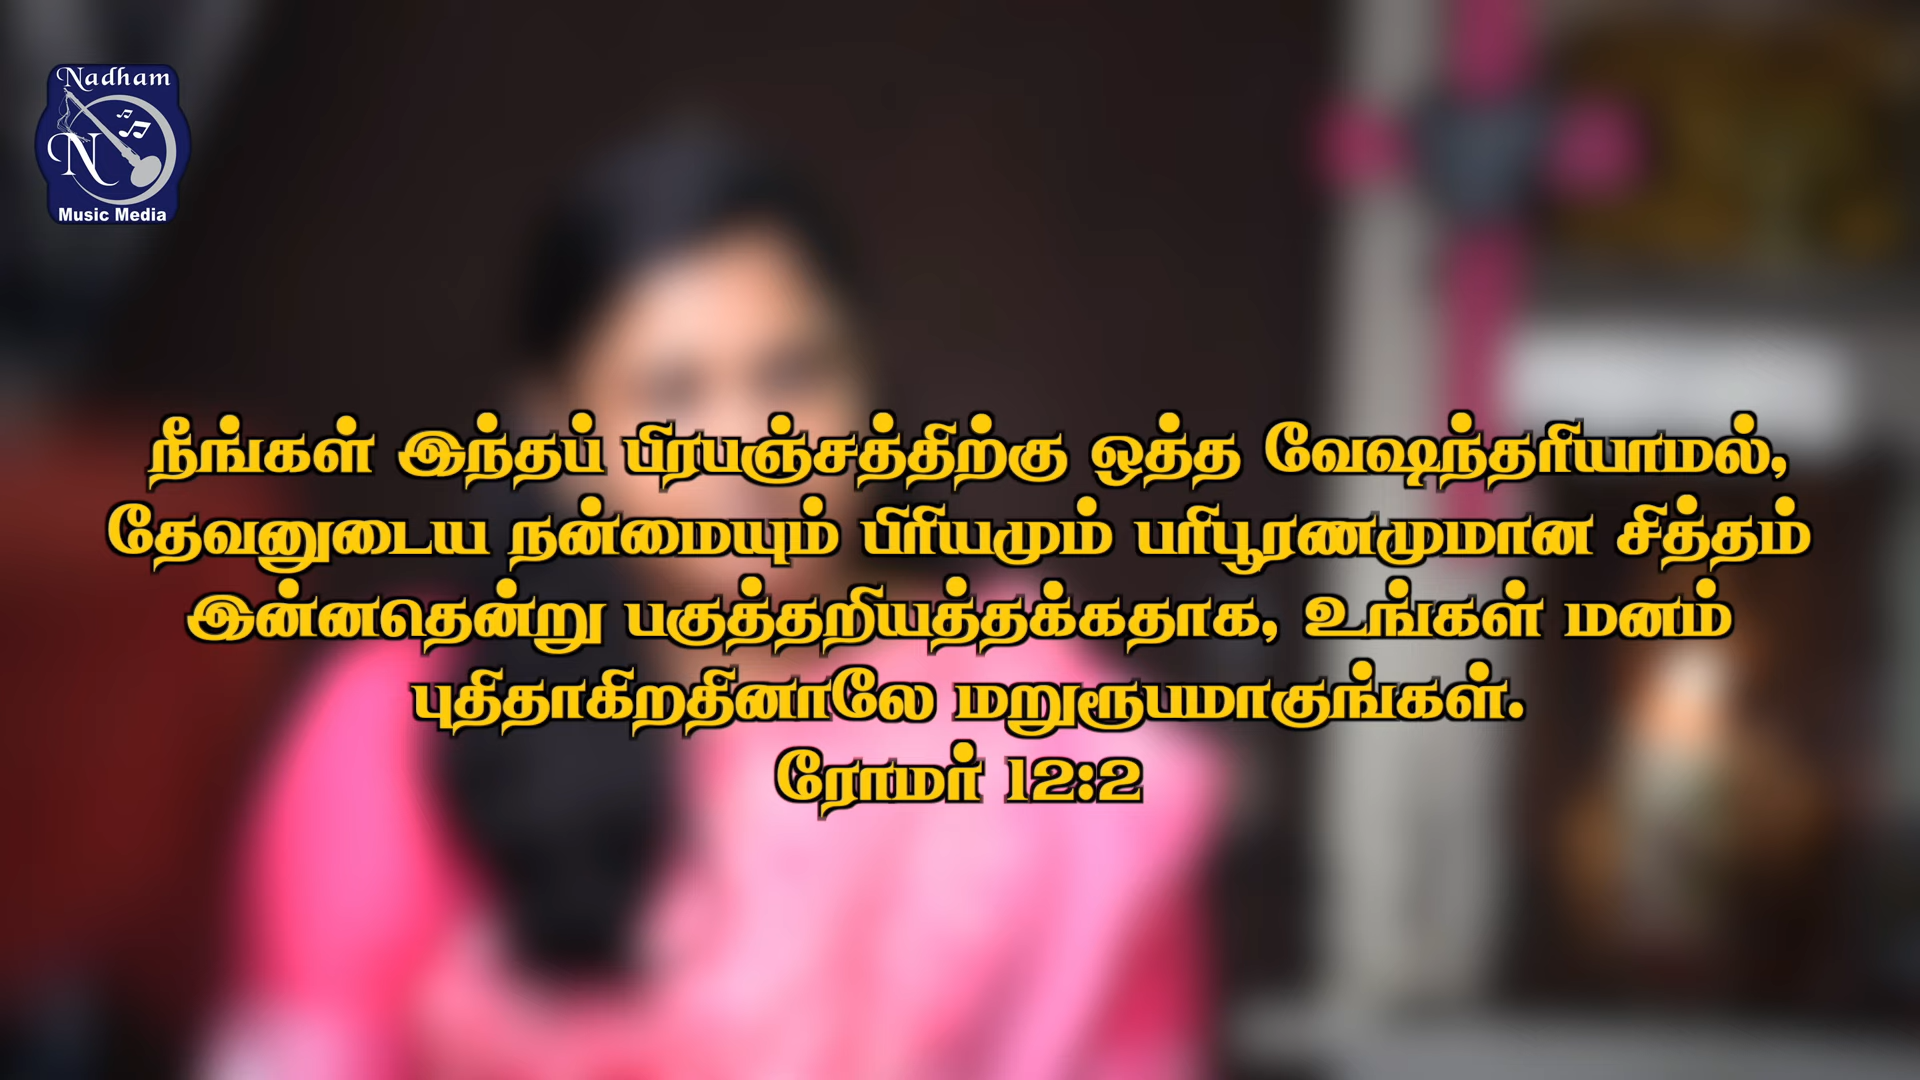 Nadham
N
Music Media
நீங்கள் இந்தப் பிரபஞ்சத்திற்கு ஒத்த வேஷந்தரியாமல்,
தேவனுடைய நன்மையும் பிரியமும் பரிபூரணமுமான சித்தம்
இன்னதென்று பகுத்தறியத்தக்கதாக, உங்கள் மனம்
புதிதாகிறதினாலே மறுரூபமாகுங்கள்.
ரோமர் 12:2